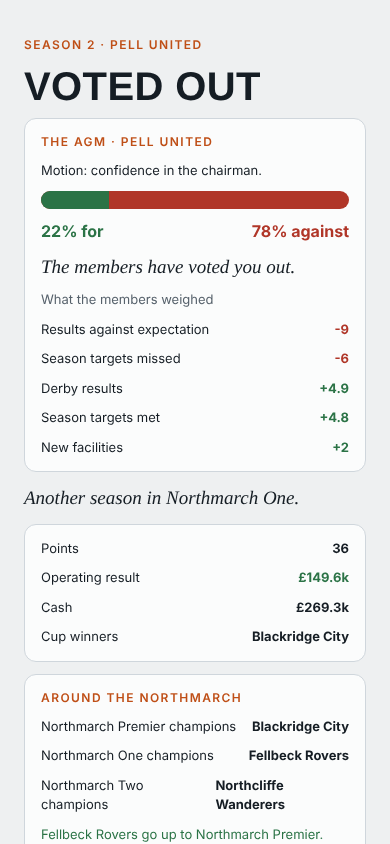 SEASON 2 · PELL UNITED
VOTED OUT
THE AGM · PELL UNITED
Motion: confidence in the chairman.
22% for 78% against
The members have voted you out.
What the members weighed
Results against expectation -9
Season targets missed -6
Derby results +4.9
Season targets met +4.8
New facilities +2
Another season in Northmarch One.
Points 36
Operating result £149.6k
Cash £269.3k
Cup winners Blackridge City
AROUND THE NORTHMARCH
Northmarch Premier champions Blackridge City
Northmarch One champions Fellbeck Rovers
Northmarch Two champions Northcliffe Wanderers
Fellbeck Rovers go up to Northmarch Premier.